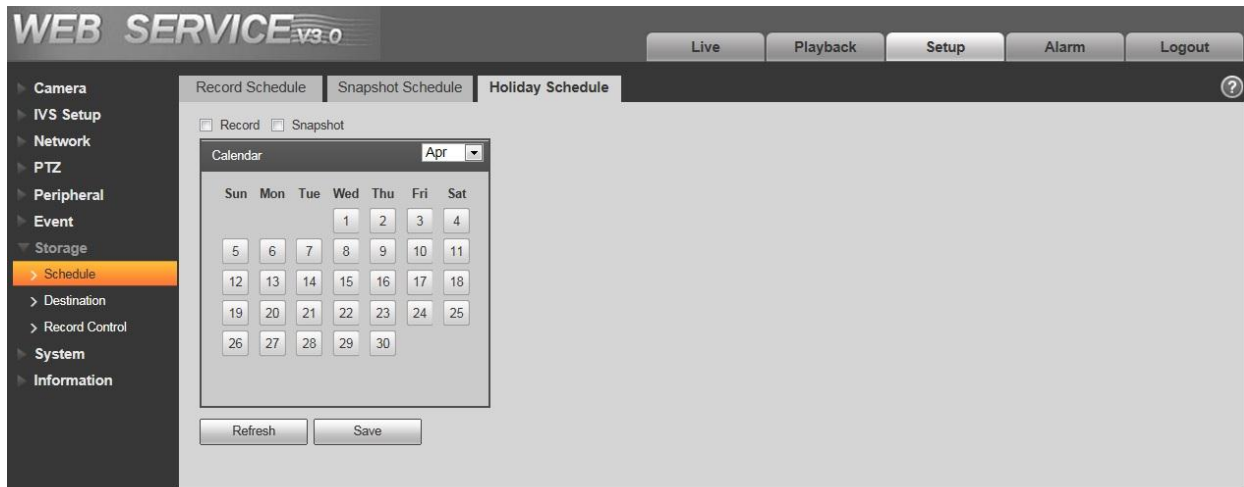 WEB SERVICE V3.0
Live Playback Setup Alarm Logout
Camera
IVS Setup
Network
PTZ
Peripheral
Event
Storage
Schedule
Destination
Record Control
System
Information
Record Schedule Snapshot Schedule Holiday Schedule ?
Record Snapshot
Calendar Apr
Sun Mon Tue Wed Thu Fri Sat
1 2 3 4
5 6 7 8 9 10 11
12 13 14 15 16 17 18
19 20 21 22 23 24 25
26 27 28 29 30
Refresh Save